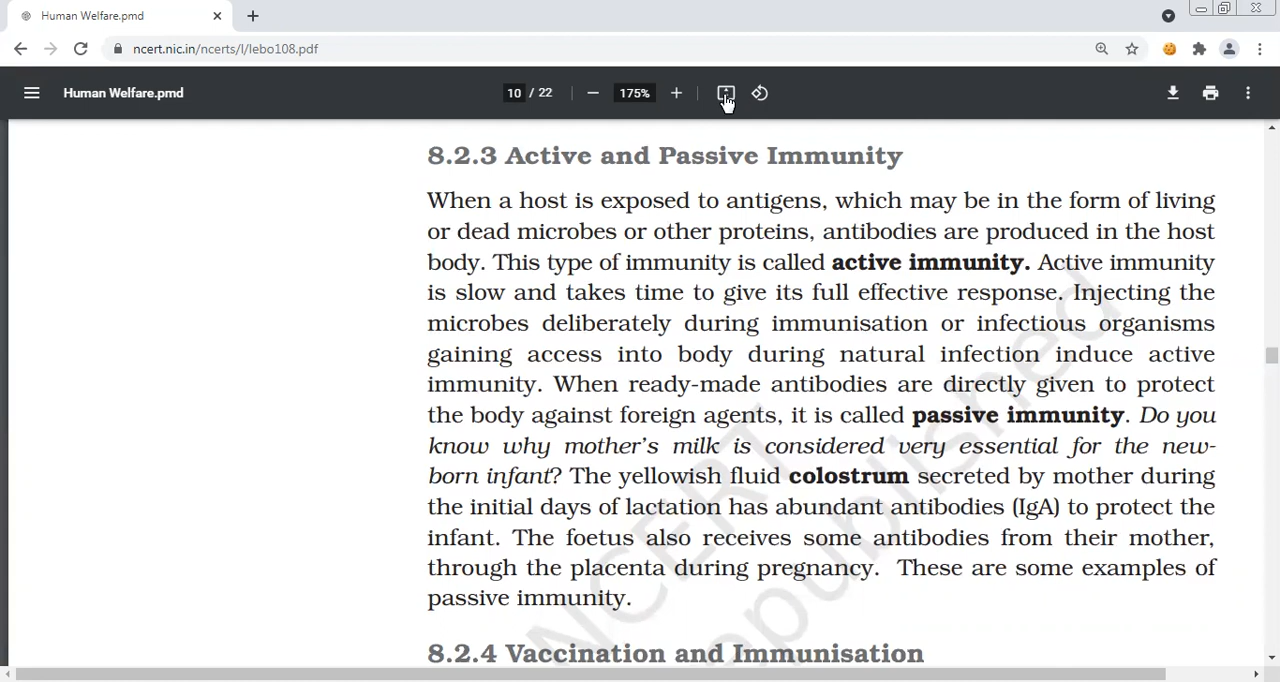 Human Welfare.pmd
ncert.nic.in/ncerts/l/lebo108.pdf
Human Welfare.pmd
10 / 22
175%
8.2.3 Active and Passive Immunity
When a host is exposed to antigens, which may be in the form of living
or dead microbes or other proteins, antibodies are produced in the host
body. This type of immunity is called active immunity. Active immunity
is slow and takes time to give its full effective response. Injecting the
microbes deliberately during immunisation or infectious organisms
gaining access into body during natural infection induce active
immunity. When ready-made antibodies are directly given to protect
the body against foreign agents, it is called passive immunity. Do you
know why mother's milk is considered very essential for the new-
born infant? The yellowish fluid colostrum secreted by mother during
the initial days of lactation has abundant antibodies (IgA) to protect the
infant. The foetus also receives some antibodies from their mother,
through the placenta during pregnancy. These are some examples of
passive immunity.
8.2.4 Vaccination and Immunisation
NCERT
republished